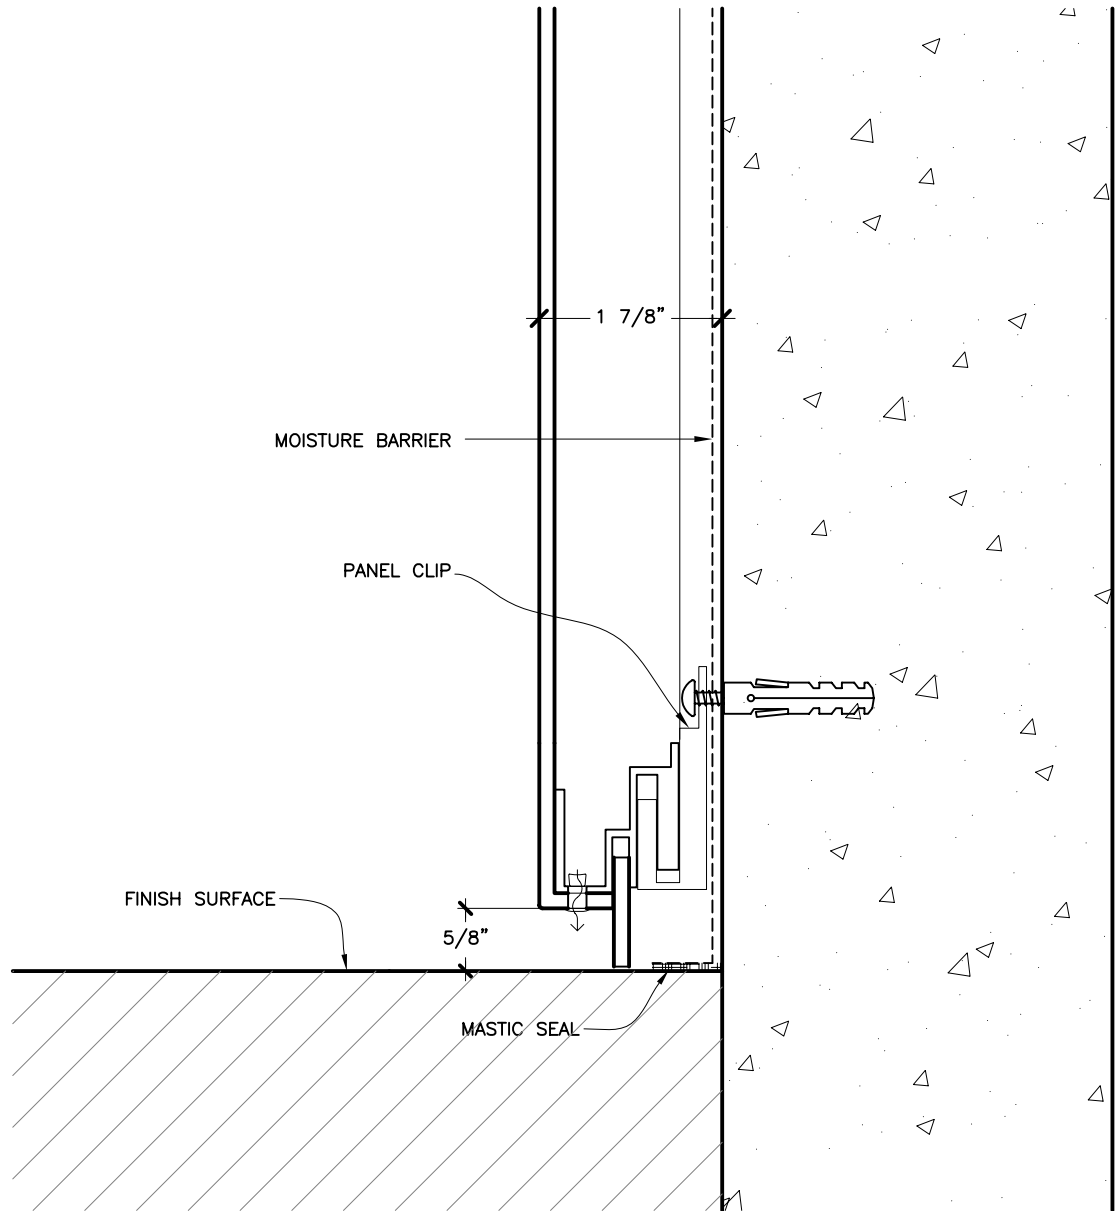 1 7/8"
MOISTURE BARRIER
PANEL CLIP
FINISH SURFACE
5/8"
MASTIC SEAL